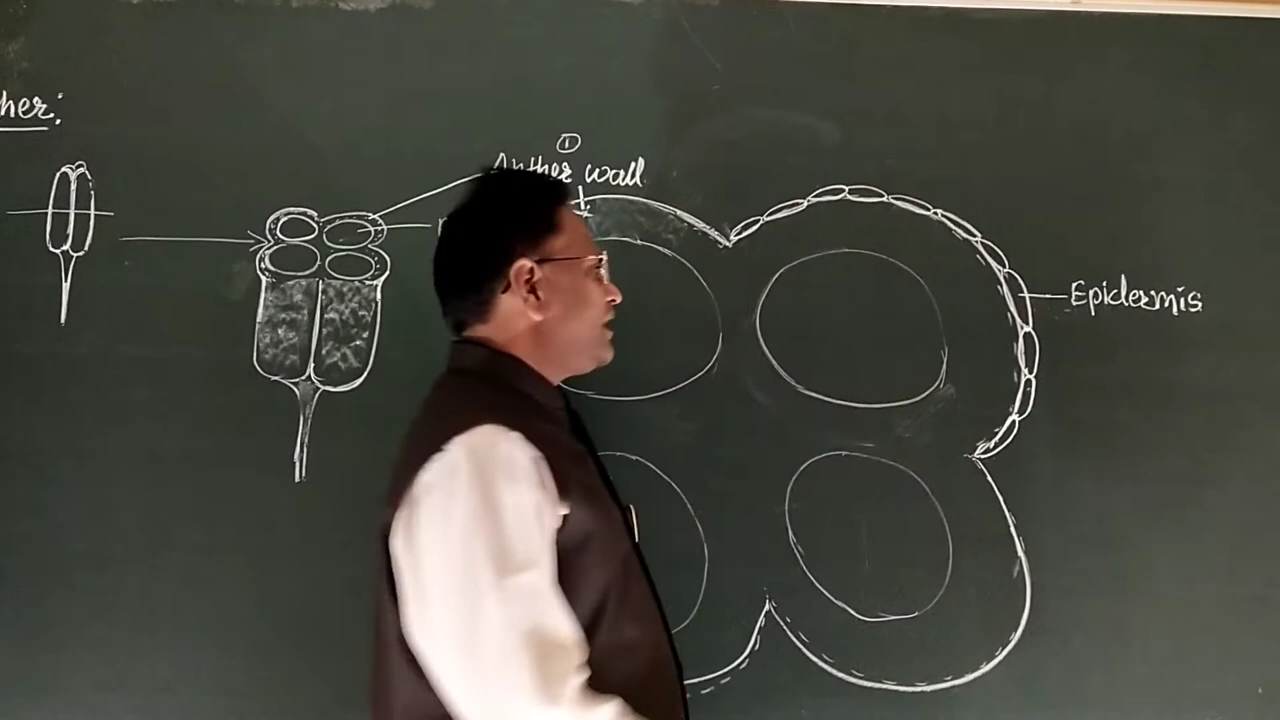 her:
①
Anther wall
Epidermis